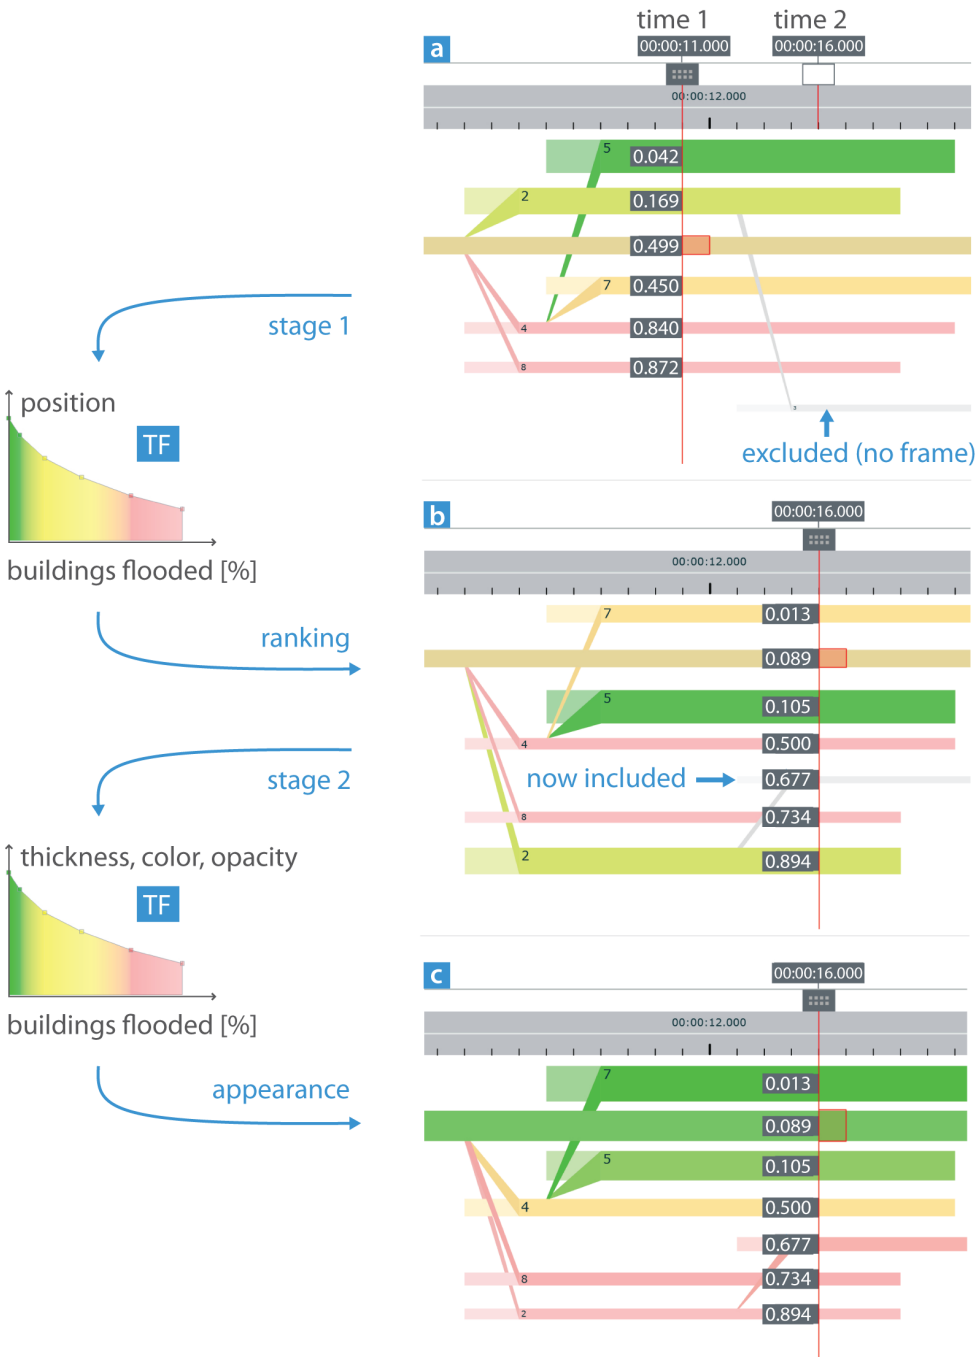 time 1
time 2
a
00:00:11.000
00:00:16.000
00:00:12.000
5
0.042
2
0.169
0.499
7
0.450
4
0.840
8
0.872
stage 1
position
TF
buildings flooded [%]
excluded (no frame)
b
00:00:16.000
00:00:12.000
7
0.013
0.089
5
0.105
4
0.500
now included
0.677
8
0.734
2
0.894
ranking
stage 2
thickness, color, opacity
TF
buildings flooded [%]
appearance
c
00:00:16.000
00:00:12.000
7
0.013
0.089
5
0.105
4
0.500
0.677
8
0.734
2
0.894